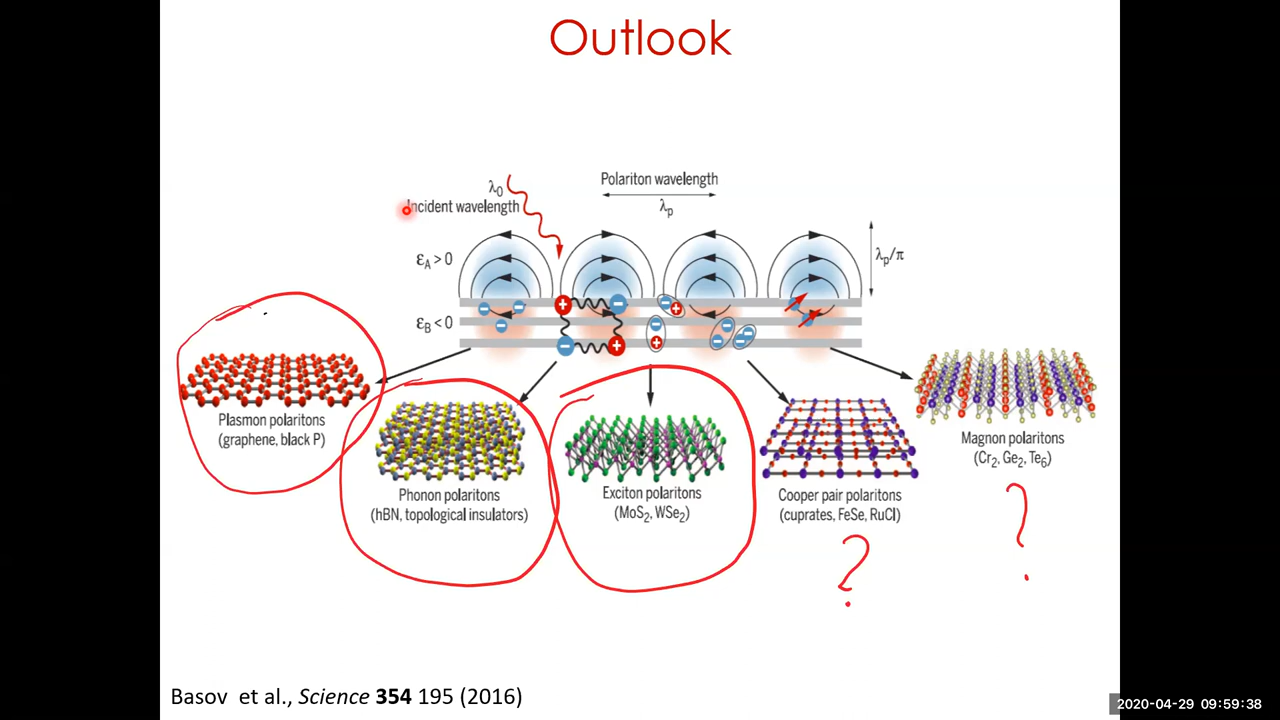 Outlook
λ0
Incident wavelength
Polariton wavelength
λp
εA > 0
λp/π
εB < 0
Plasmon polaritons
(graphene, black P)
Phonon polaritons
(hBN, topological insulators)
Exciton polaritons
(MoS2, WSe2)
Cooper pair polaritons
(cuprates, FeSe, RuCl)
Magnon polaritons
(Cr2, Ge2, Te6)
?
?
Basov et al., Science 354 195 (2016)
2020-04-29 09:59:38